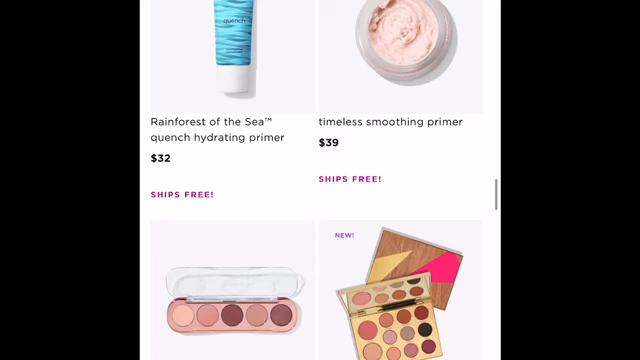 quench
Rainforest of the Sea™
quench hydrating primer
$32
SHIPS FREE!
timeless smoothing primer
$39
SHIPS FREE!
NEW!